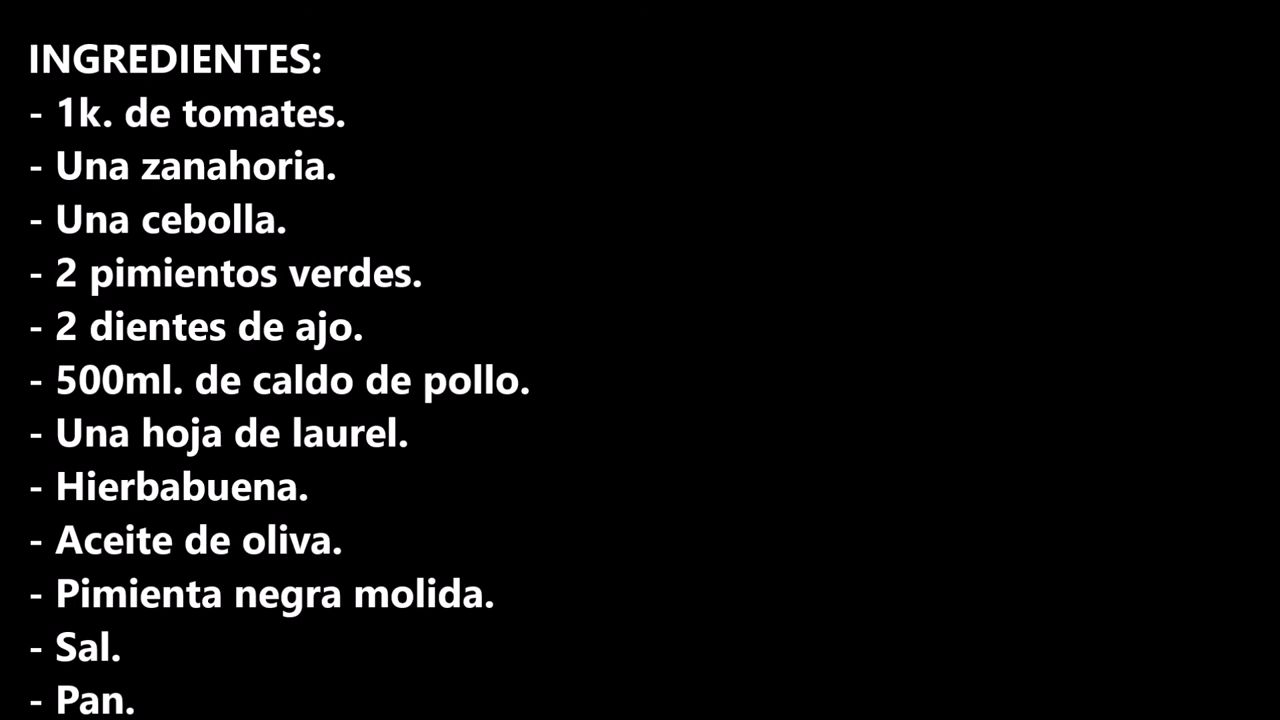 INGREDIENTES:
- 1k. de tomates.
- Una zanahoria.
- Una cebolla.
- 2 pimientos verdes.
- 2 dientes de ajo.
- 500ml. de caldo de pollo.
- Una hoja de laurel.
- Hierbabuena.
- Aceite de oliva.
- Pimienta negra molida.
- Sal.
- Pan.